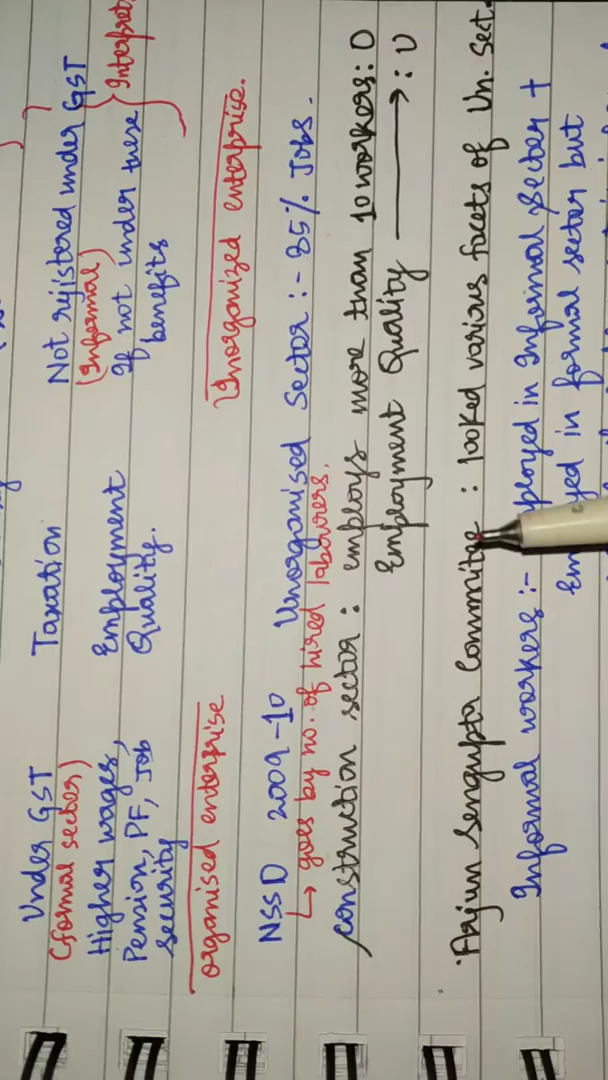 Under GST Taxation Not registered under GST
(formal sector) (Informal)
Higher wages, Employment If not under these Interpret
Pension, PF, Job Quality. benefits
security
organised enterprise Unorganized enterprise.
NSSO 2009-10 Unorganised Sector :- 85% Jobs.
↳ goes by no. of hired labourers.
construction sector : employs more than 10 workers : O
Employment Quality ⟶ : U
Arjun Sengupta Committee : looked various facets of Un. Sect.
Informal workers :- ployed in Informal Sector +
Em yed in formal sector but